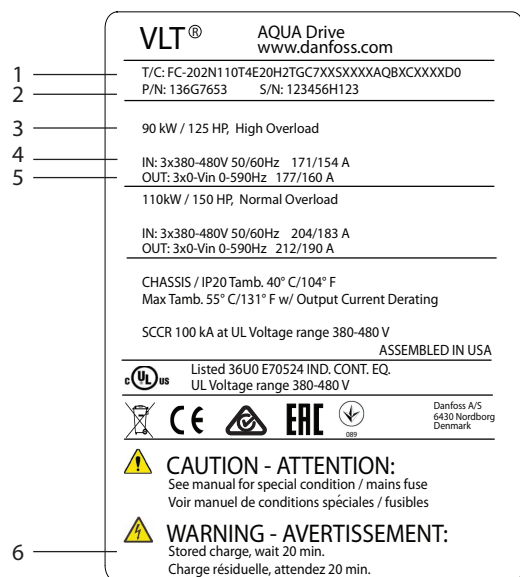 VLT® AQUA Drive
www.danfoss.com
1 T/C: FC-202N110T4E20H2TGC7XXSXXXXAQBXCXXXXD0
2 P/N: 136G7653 S/N: 123456H123
3 90 kW / 125 HP, High Overload
4 IN: 3x380-480V 50/60Hz 171/154 A
5 OUT: 3x0-Vin 0-590Hz 177/160 A
110kW / 150 HP, Normal Overload
IN: 3x380-480V 50/60Hz 204/183 A
OUT: 3x0-Vin 0-590Hz 212/190 A
CHASSIS / IP20 Tamb. 40° C/104° F
Max Tamb. 55° C/131° F w/ Output Current Derating
SCCR 100 kA at UL Voltage range 380-480 V
ASSEMBLED IN USA
c UL us Listed 36U0 E70524 IND. CONT. EQ.
UL Voltage range 380-480 V
CE EAC 089
Danfoss A/S
6430 Nordborg
Denmark
CAUTION - ATTENTION:
See manual for special condition / mains fuse
Voir manuel de conditions spéciales / fusibles
WARNING - AVERTISSEMENT:
6 Stored charge, wait 20 min.
Charge résiduelle, attendez 20 min.